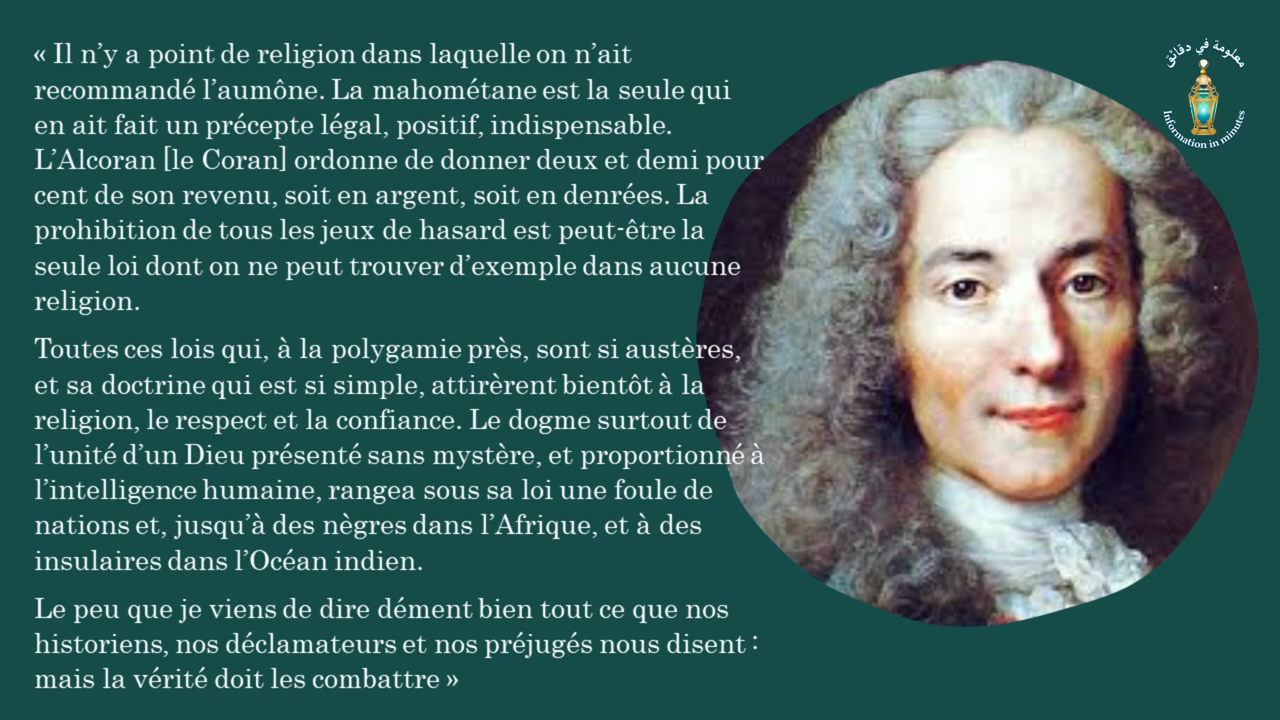 « Il n’y a point de religion dans laquelle on n’ait
recommandé l’aumône. La mahométane est la seule qui
en ait fait un précepte légal, positif, indispensable.
L’Alcoran [le Coran] ordonne de donner deux et demi pour
cent de son revenu, soit en argent, soit en denrées. La
prohibition de tous les jeux de hasard est peut-être la
seule loi dont on ne peut trouver d’exemple dans aucune
religion.
Toutes ces lois qui, à la polygamie près, sont si austères,
et sa doctrine qui est si simple, attirèrent bientôt à la
religion, le respect et la confiance. Le dogme surtout de
l’unité d’un Dieu présenté sans mystère, et proportionné à
l’intelligence humaine, rangea sous sa loi une foule de
nations et, jusqu’à des nègres dans l’Afrique, et à des
insulaires dans l’Océan indien.
Le peu que je viens de dire dément bien tout ce que nos
historiens, nos déclamateurs et nos préjugés nous disent :
mais la vérité doit les combattre »
معلومة في دقائق
Information in minutes